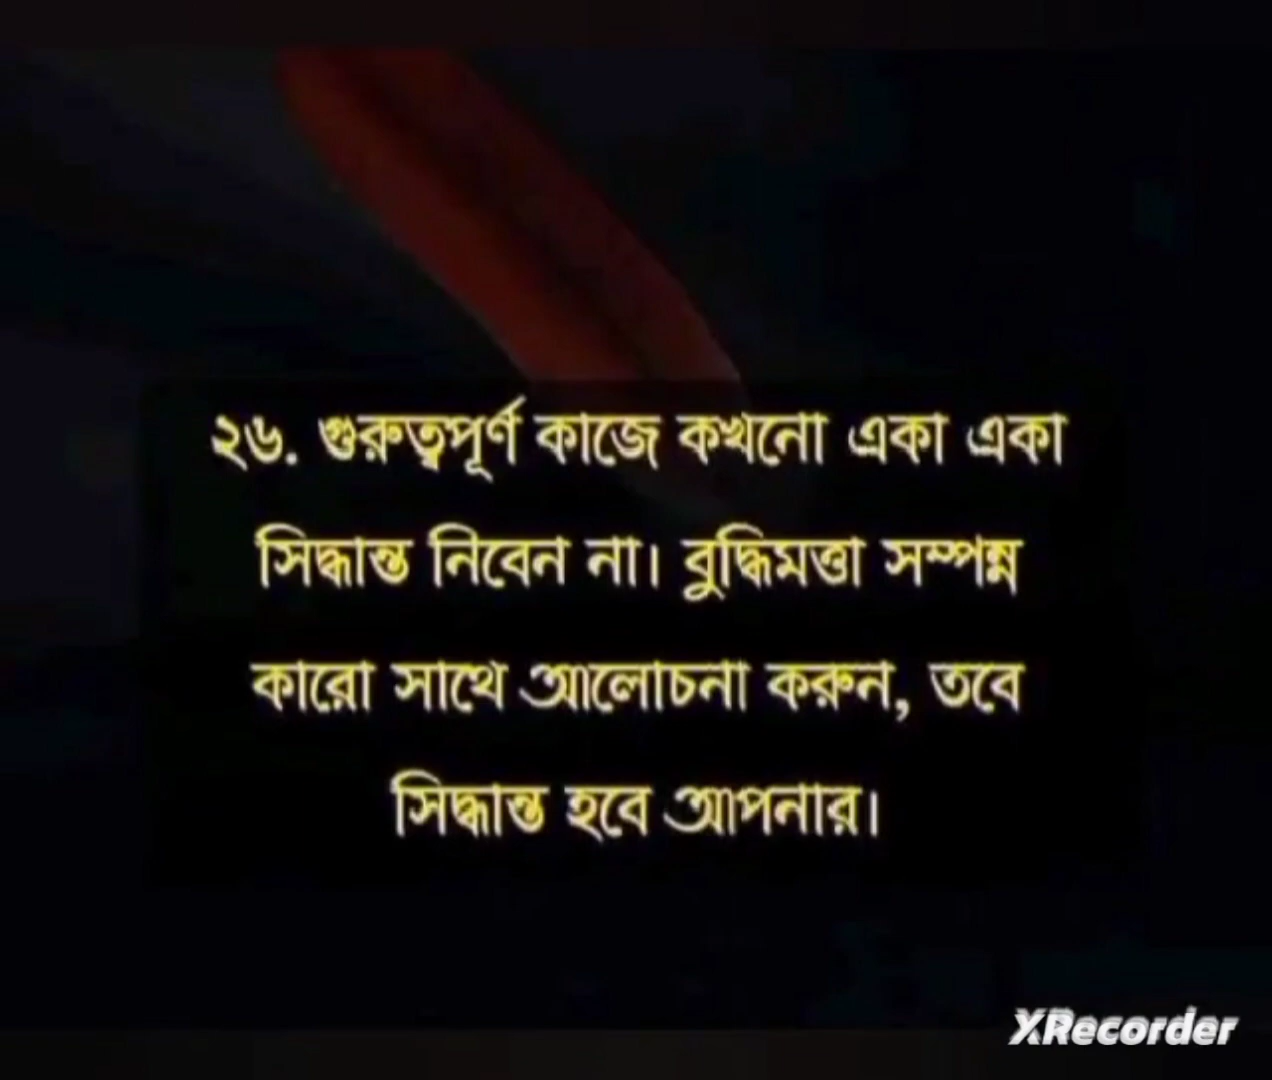 ২৬. গুরুত্বপূর্ণ কাজে কখনো একা একা
সিদ্ধান্ত নিবেন না। বুদ্ধিমত্তা সম্পন্ন
কারো সাথে আলোচনা করুন, তবে
সিদ্ধান্ত হবে আপনার।
XRecorder